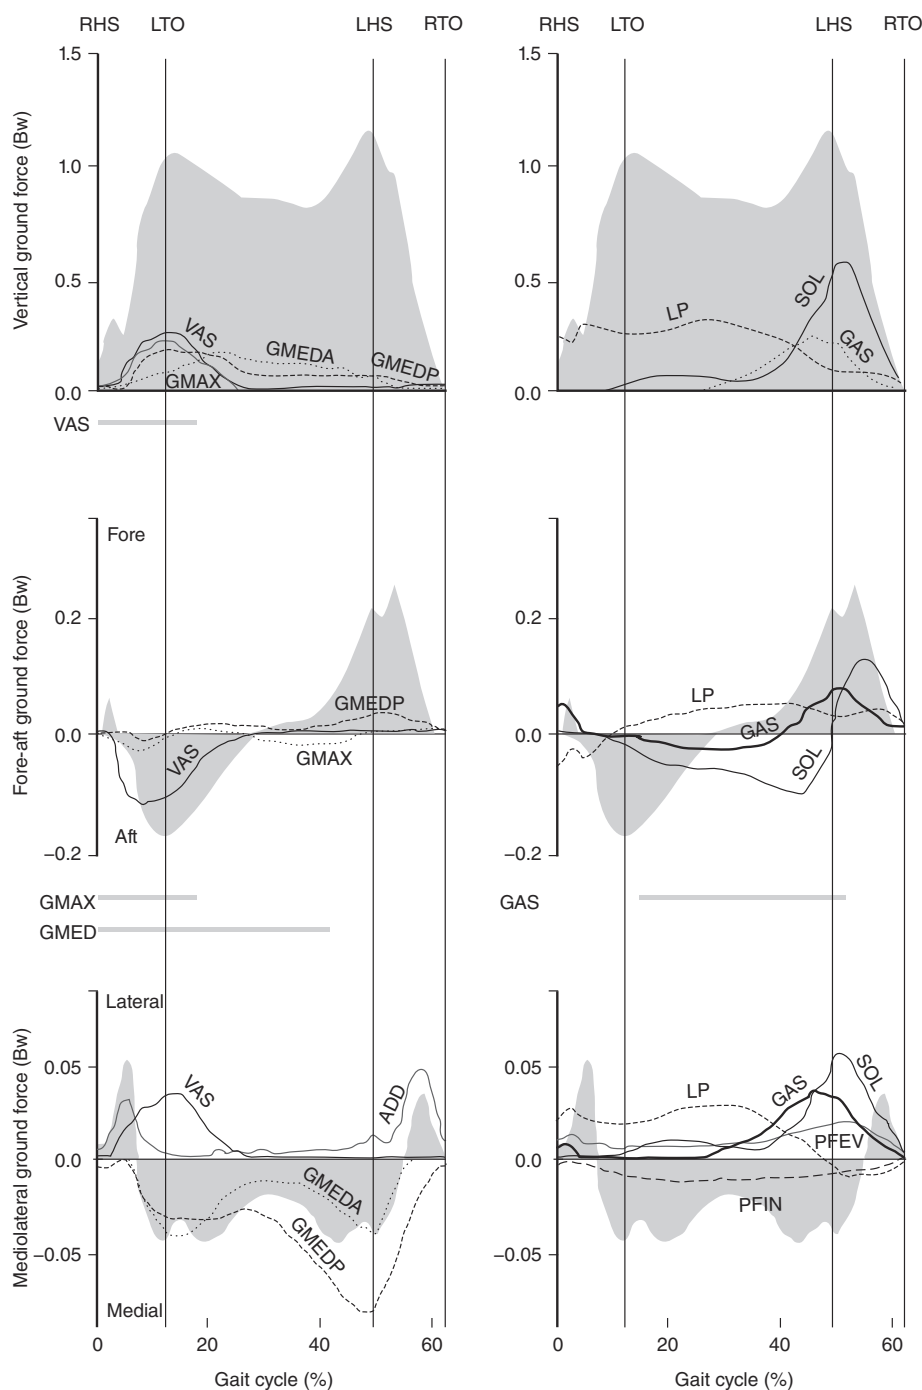 RHS LTO LHS RTO RHS LTO LHS RTO
Vertical ground force (Bw)
1.5
1.0
0.5
0.0
VAS
GMEDA
GMEDP
GMAX
VAS
1.5
1.0
0.5
0.0
LP
SOL
GAS
Fore-aft ground force (Bw)
Fore
0.2
0.0
−0.2
Aft
VAS
GMEDP
GMAX
GMAX
GMED
0.2
0.0
−0.2
LP
GAS
SOL
GAS
Mediolateral ground force (Bw)
Lateral
0.05
0.0
−0.05
Medial
VAS
ADD
GMEDA
GMEDP
0 20 40 60
Gait cycle (%)
0.05
0.0
−0.05
LP
GAS
SOL
PFEV
PFIN
0 20 40 60
Gait cycle (%)